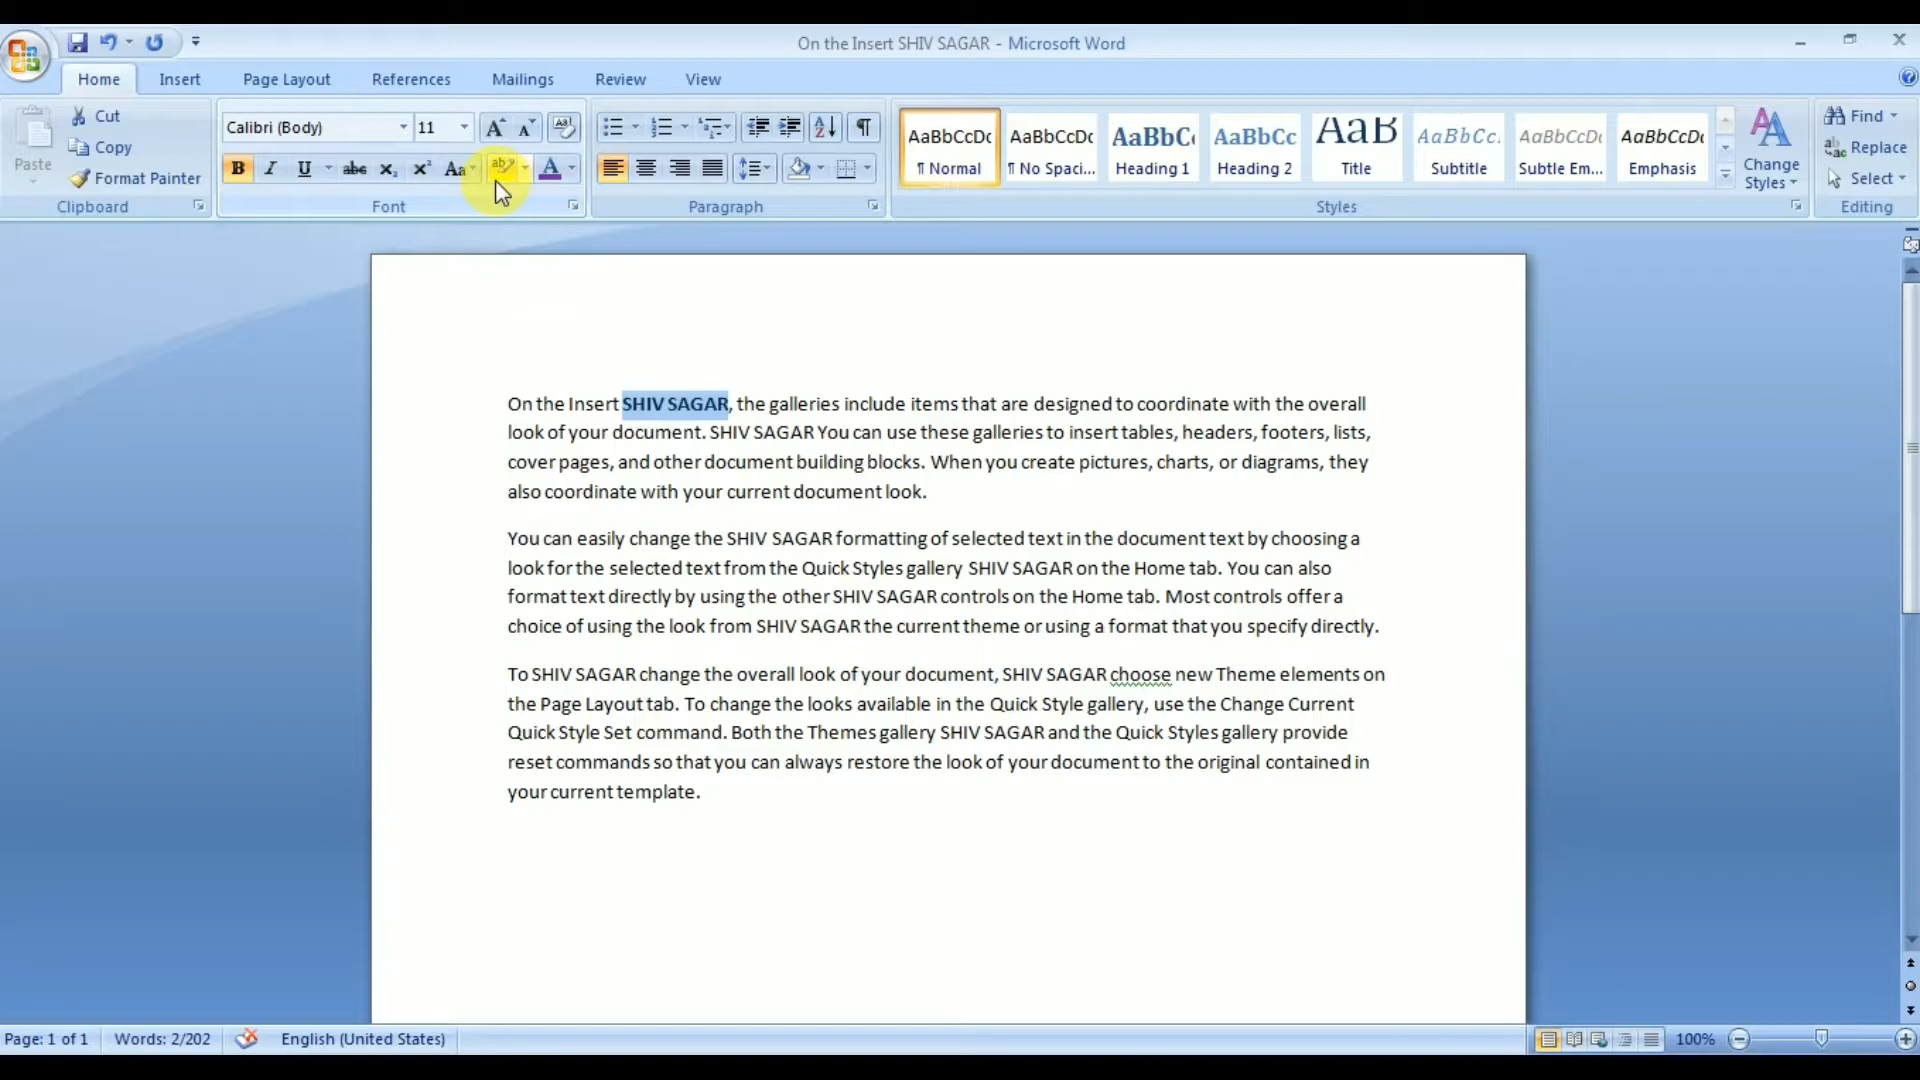 On the Insert SHIV SAGAR - Microsoft Word
Home Insert Page Layout References Mailings Review View
Paste
Cut
Copy
Format Painter
Clipboard
Calibri (Body) 11
B I U abc X₂ X² Aa ab A
Font
A
Z
¶
Paragraph
AaBbCcDc AaBbCcDc AaBbC AaBbCc AaB AaBbCc. AaBbCcDc AaBbCcDc
¶ Normal ¶ No Spaci... Heading 1 Heading 2 Title Subtitle Subtle Em... Emphasis
Change
Styles
Styles
Find
Replace
Select
Editing
On the Insert SHIV SAGAR, the galleries include items that are designed to coordinate with the overall
look of your document. SHIV SAGAR You can use these galleries to insert tables, headers, footers, lists,
cover pages, and other document building blocks. When you create pictures, charts, or diagrams, they
also coordinate with your current document look.
You can easily change the SHIV SAGAR formatting of selected text in the document text by choosing a
look for the selected text from the Quick Styles gallery SHIV SAGAR on the Home tab. You can also
format text directly by using the other SHIV SAGAR controls on the Home tab. Most controls offer a
choice of using the look from SHIV SAGAR the current theme or using a format that you specify directly.
To SHIV SAGAR change the overall look of your document, SHIV SAGAR choose new Theme elements on
the Page Layout tab. To change the looks available in the Quick Style gallery, use the Change Current
Quick Style Set command. Both the Themes gallery SHIV SAGAR and the Quick Styles gallery provide
reset commands so that you can always restore the look of your document to the original contained in
your current template.
Page: 1 of 1 Words: 2/202 English (United States) 100%